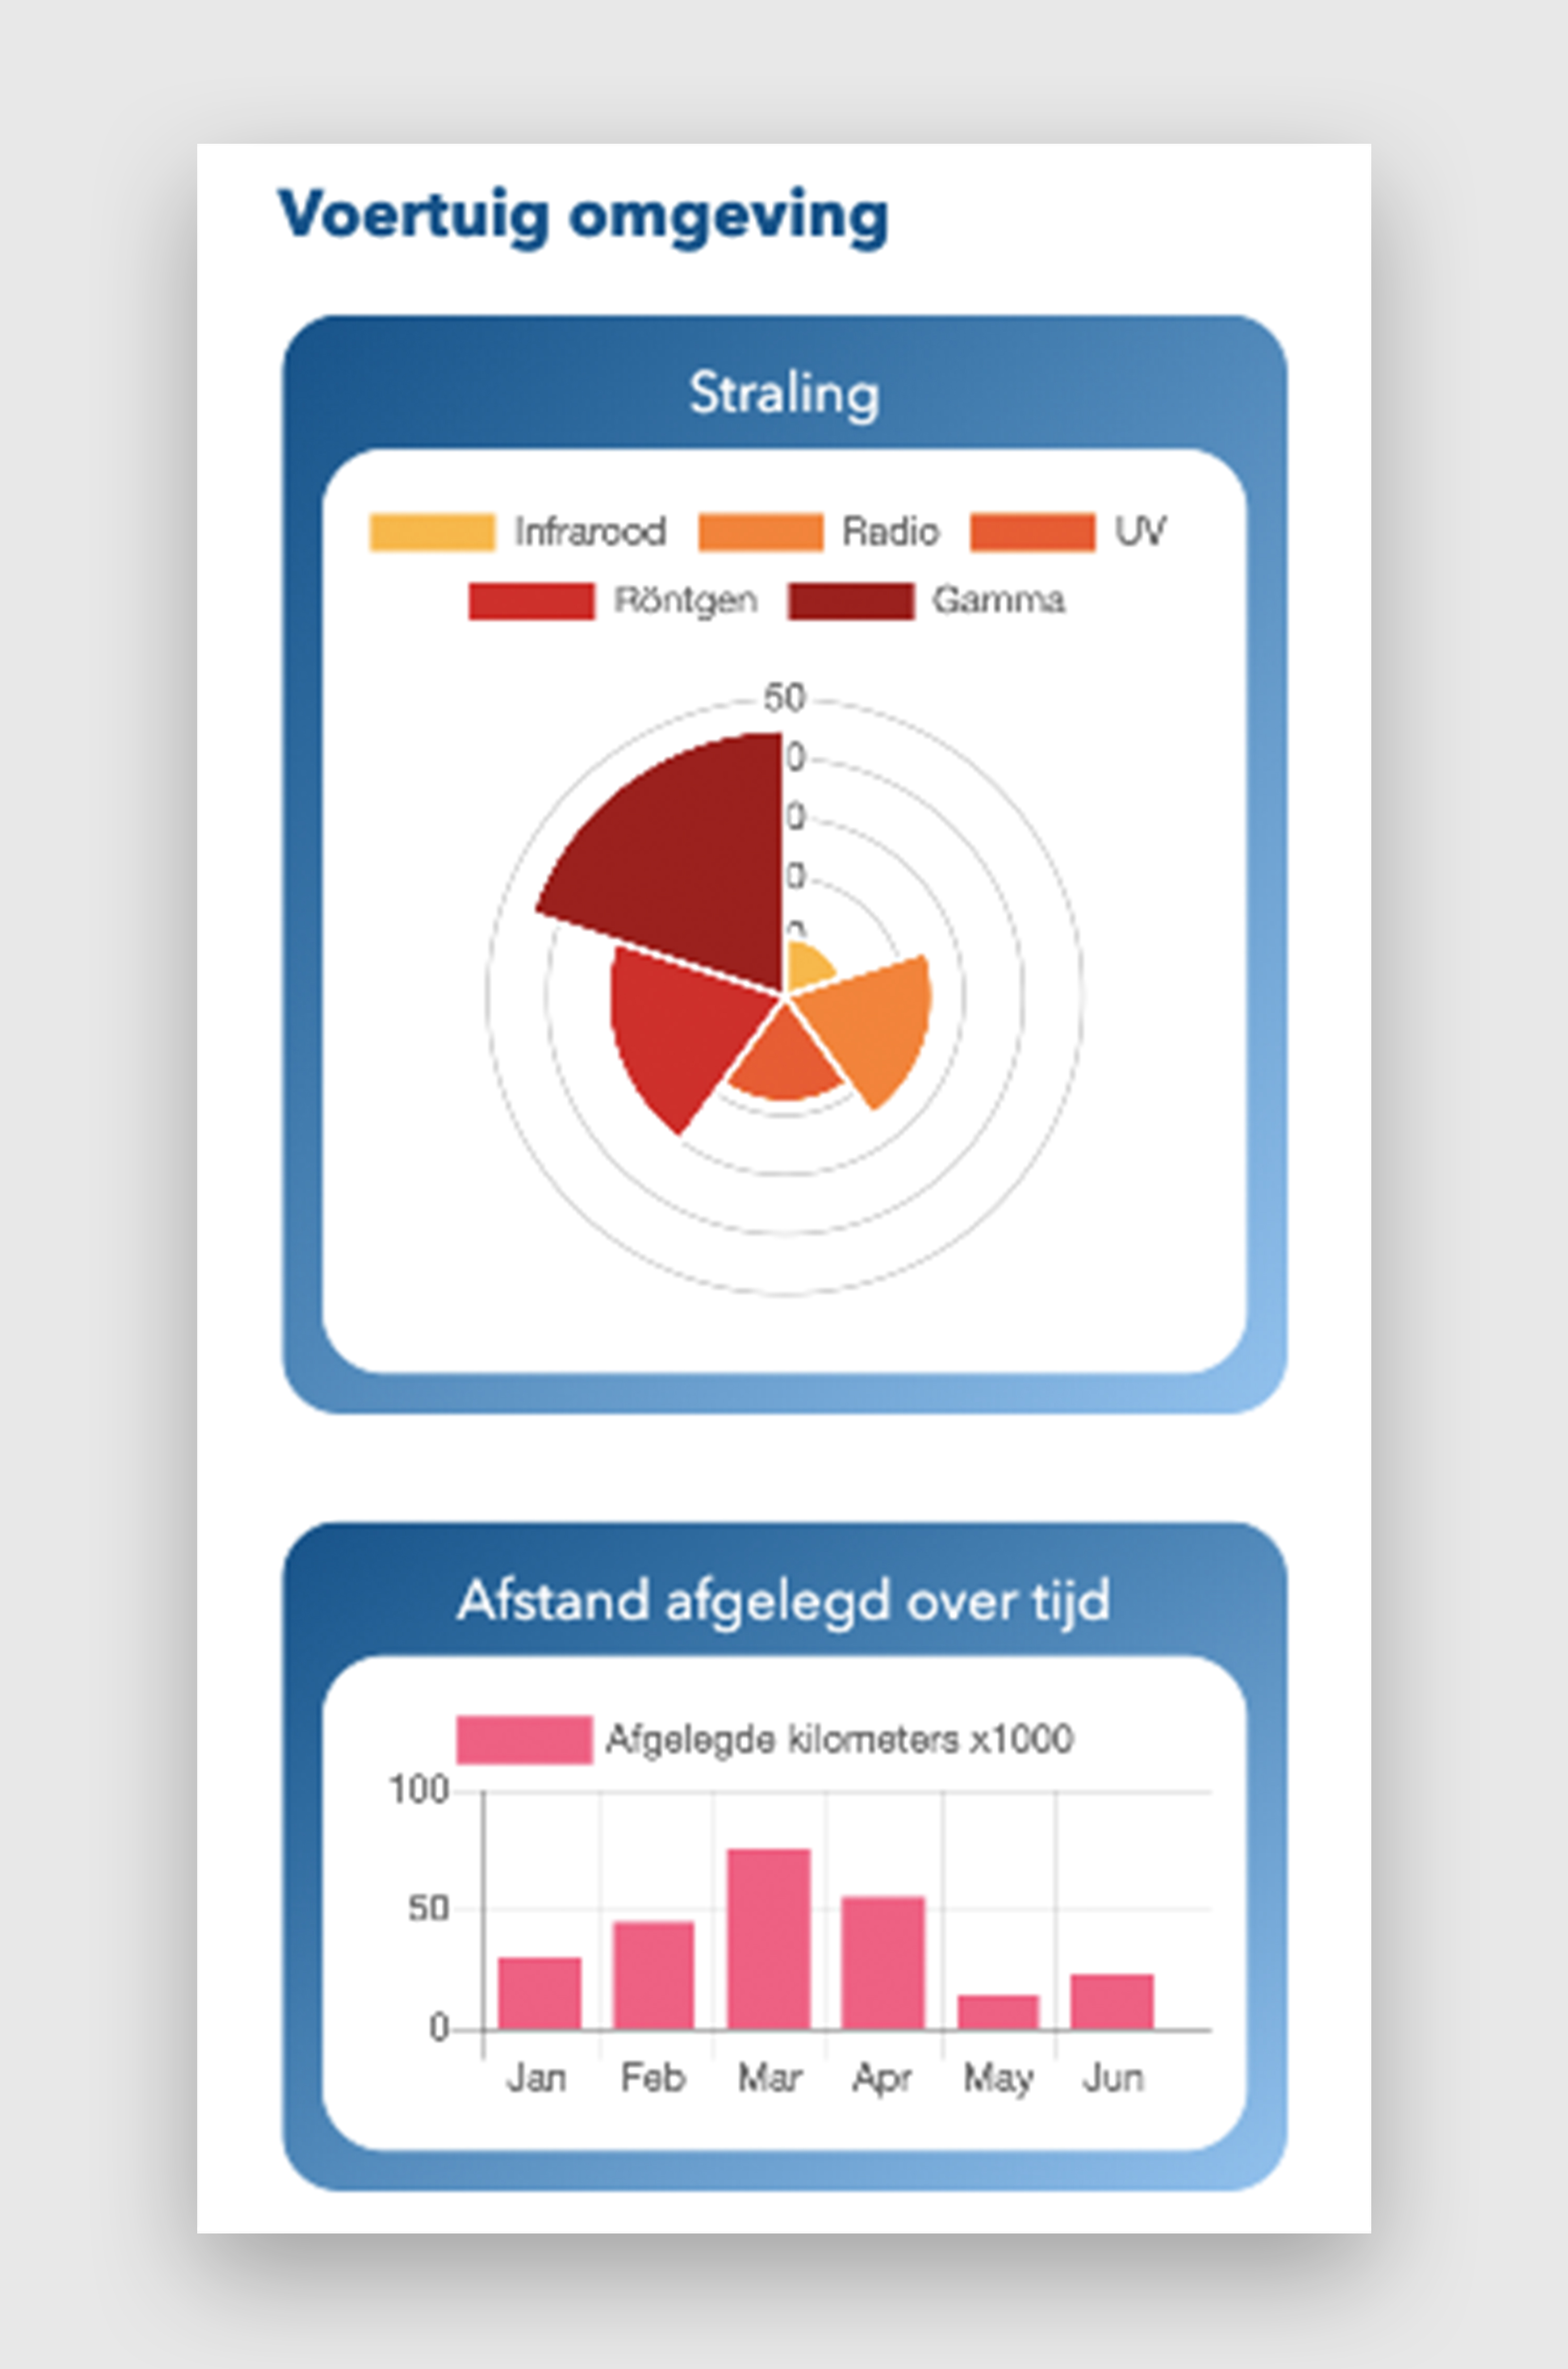 Voertuig omgeving
Straling
Infrarood Radio UV
Röntgen Gamma
50
0
0
0
Afstand afgelegd over tijd
Afgelegde kilometers x1000
100
50
0
Jan Feb Mar Apr May Jun